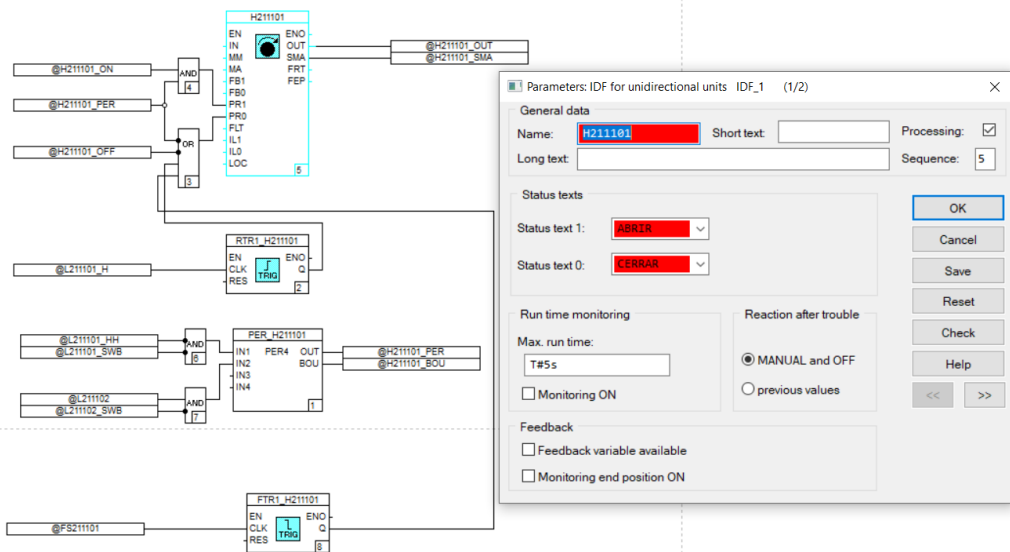 H211101
EN ENO
IN OUT
MM SMA
MA FRT
FB1 FEP
FB0
PR1
PR0
FLT
IL1
IL0
LOC
5
@H211101_OUT
@H211101_SMA
@H211101_ON
AND
4
@H211101_PER
@H211101_OFF
OR
3
RTR1_H211101
EN ENO
CLK Q
RES
TRIG
2
@L211101_H
PER_H211101
IN1 PER4 OUT
IN2 BOU
IN3
IN4
1
@L211101_HH
@L211101_SWB
AND
6
@H211101_PER
@H211101_BOU
@L211102
@L211102_SWB
AND
7
FTR1_H211101
EN ENO
CLK Q
RES
TRIG
8
@FS211101
Parameters: IDF for unidirectional units IDF_1 (1/2)
General data
Name: H211101 Short text: Processing:
Long text: Sequence: 5
Status texts
Status text 1: ABRIR
Status text 0: CERRAR
OK
Cancel
Save
Reset
Check
Help
<< >>
Run time monitoring
Max. run time:
T#5s
Monitoring ON
Reaction after trouble
MANUAL and OFF
previous values
Feedback
Feedback variable available
Monitoring end position ON